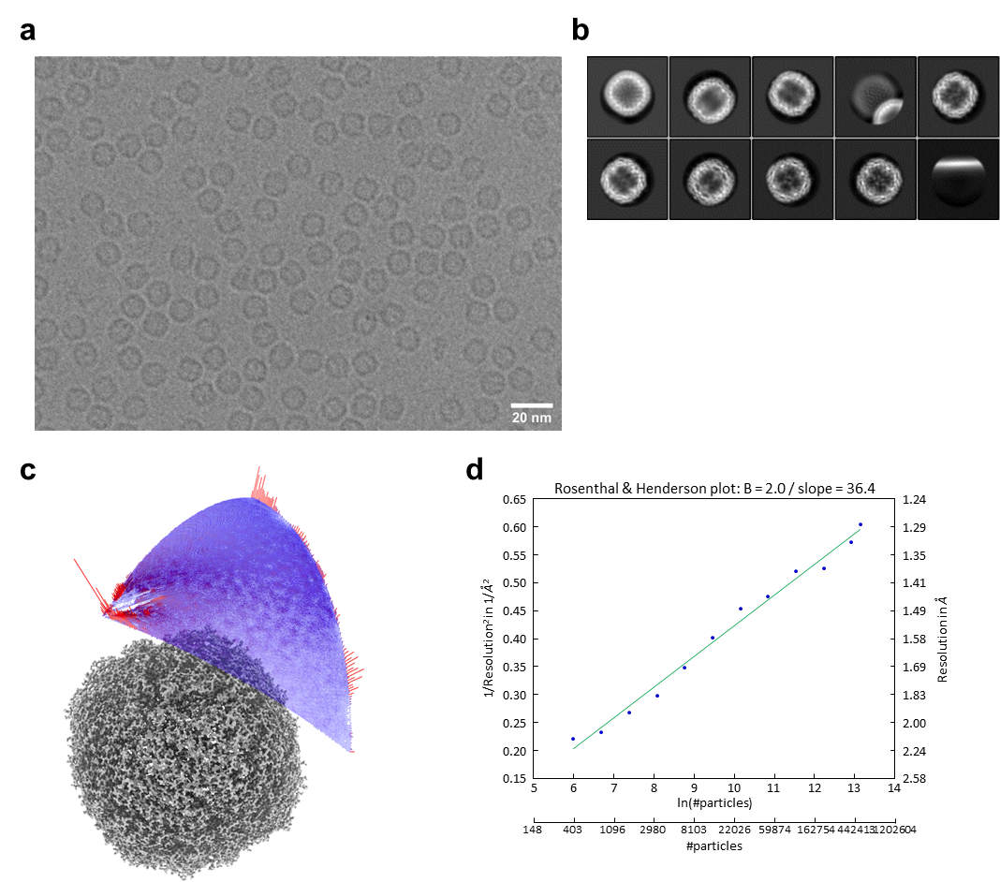 a
b
20 nm
c
d
Rosenthal & Henderson plot: B = 2.0 / slope = 36.4
0.65
0.60
0.55
0.50
0.45
0.40
0.35
0.30
0.25
0.20
0.15
1/Resolution² in 1/Å²
1.24
1.29
1.35
1.41
1.49
1.58
1.69
1.83
2.00
2.24
2.58
Resolution in Å
5 6 7 8 9 10 11 12 13 14
ln(#particles)
148 403 1096 2980 8103 22026 59874 162754 442413 1202604
#particles